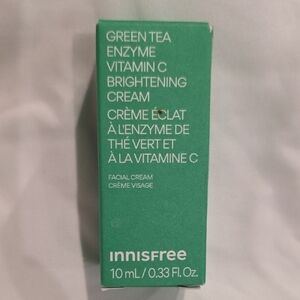 GREEN TEA
ENZYME
VITAMIN C
BRIGHTENING
CREAM
CRÈME ÉCLAT
À L'ENZYME DE
THÉ VERT ET
À LA VITAMINE C
FACIAL CREAM
CRÈME VISAGE
INNISFree
10 mL / 0.33 Fl. Oz.